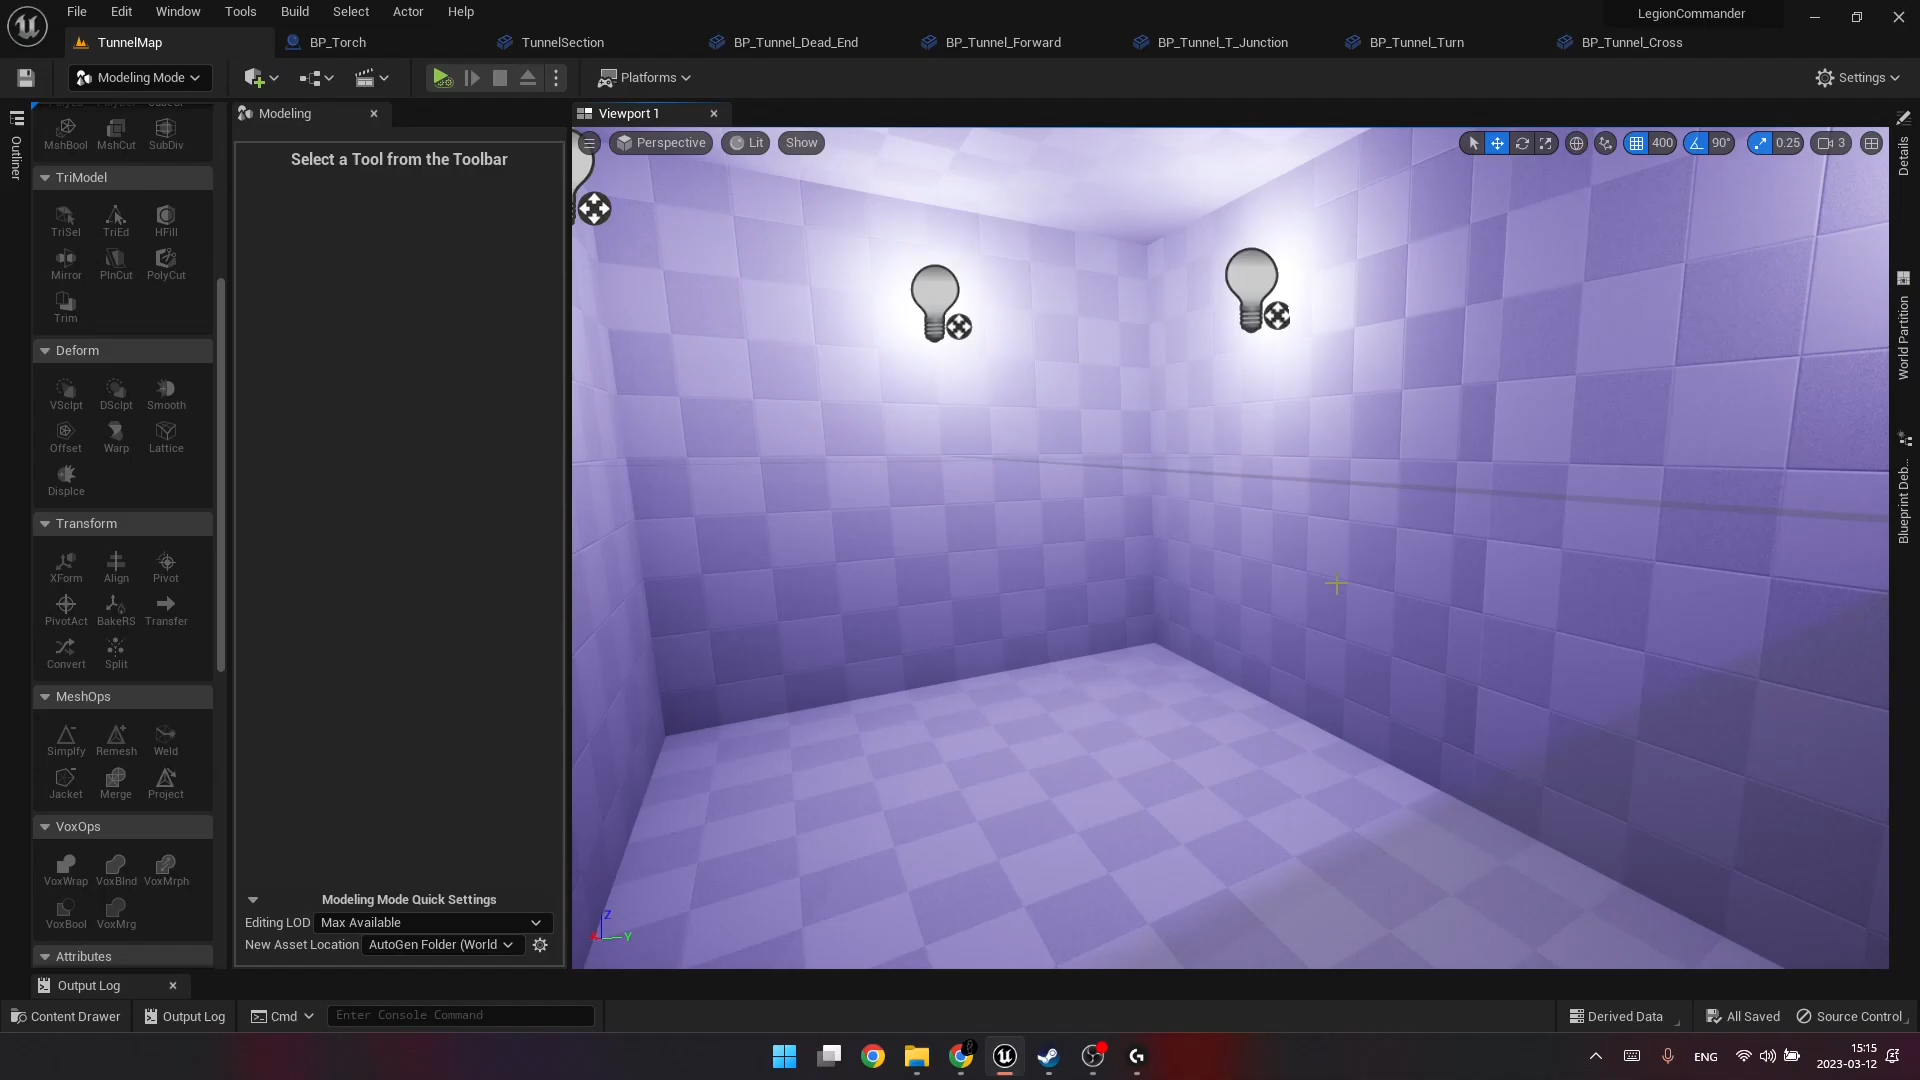 File Edit Window Tools Build Select Actor Help
LegionCommander
TunnelMap BP_Torch TunnelSection BP_Tunnel_Dead_End BP_Tunnel_Forward BP_Tunnel_T_Junction BP_Tunnel_Turn BP_Tunnel_Cross
Modeling Mode Platforms Settings
Outliner
MshBool MshCut SubDiv
TriModel
TriSel TriEd HFill
Mirror PlnCut PolyCut
Trim
Deform
VSclpt DSclpt Smooth
Offset Warp Lattice
Displce
Transform
XForm Align Pivot
PivotAct BakeRS Transfer
Convert Split
MeshOps
Simplfy Remesh Weld
Jacket Merge Project
VoxOps
VoxWrap VoxBlnd VoxMrph
VoxBool VoxMrg
Attributes
Modeling
Select a Tool from the Toolbar
Modeling Mode Quick Settings
Editing LOD Max Available
New Asset Location AutoGen Folder (World
Viewport 1
Perspective Lit Show 400 90° 0.25 3
Z
Y
Details
World Partition
Blueprint Deb...
Output Log
Content Drawer Output Log Cmd Enter Console Command Derived Data All Saved Source Control
ENG
15:15
2023-03-12